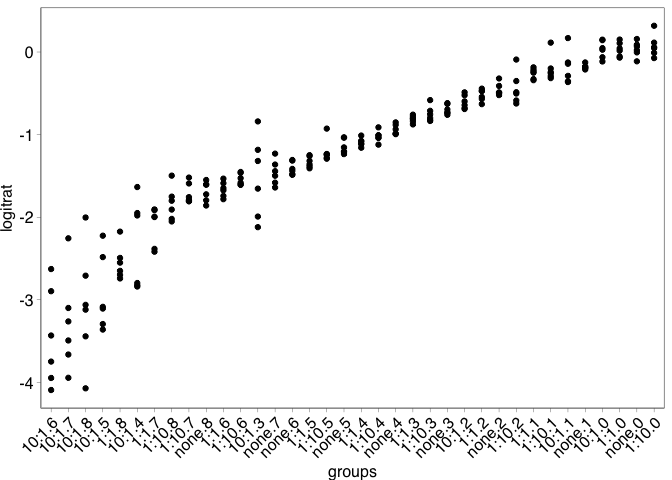 0
-1
-2
-3
-4
logitrat
10:1.6
10:1.7
10:1.8
10:1.5
1:1.8
10:1.4
1:1.7
1:10.8
1:10.7
none.8
1:1.6
1:10.6
10:1.3
none.7
none.6
1:1.5
1:10.5
none.5
1:1.4
1:10.4
none.4
1:1.3
1:10.3
none.3
10:1.2
1:1.2
none.2
1:10.2
1:1.1
1:10.1
10:1.1
none.1
10:1.0
1:1.0
none.0
1:10.0
groups